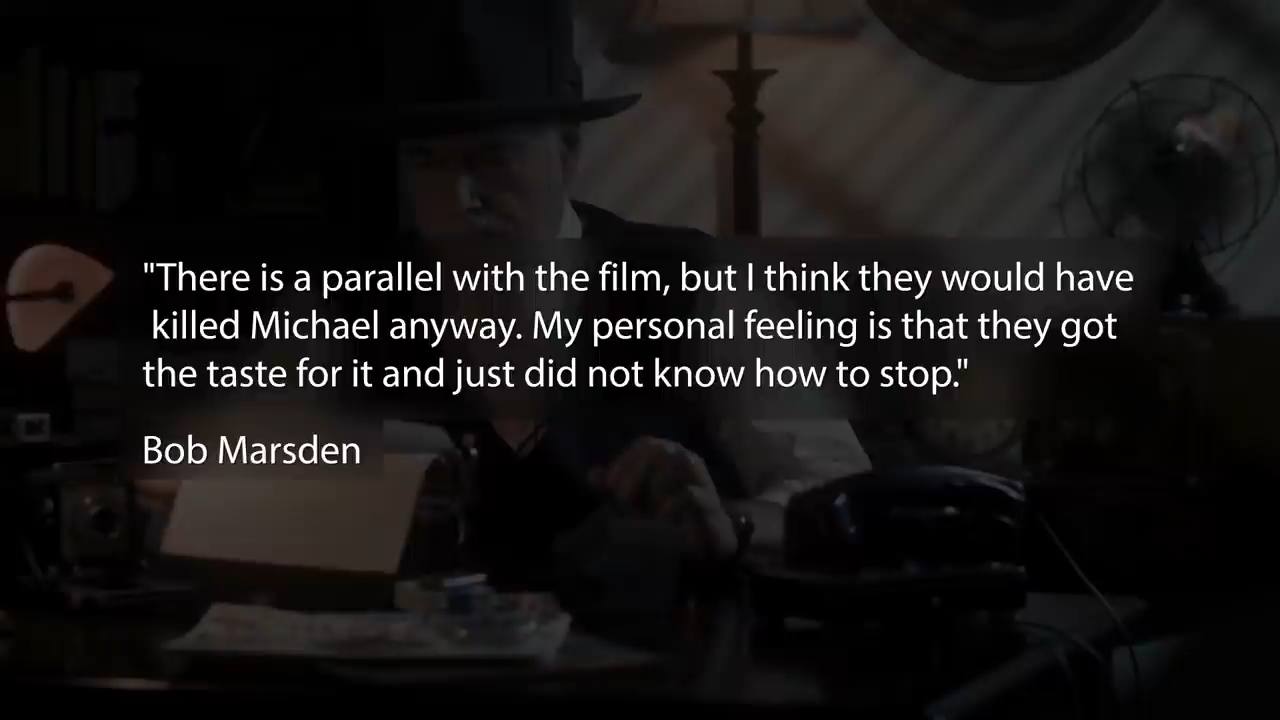 "There is a parallel with the film, but I think they would have
killed Michael anyway. My personal feeling is that they got
the taste for it and just did not know how to stop."
Bob Marsden